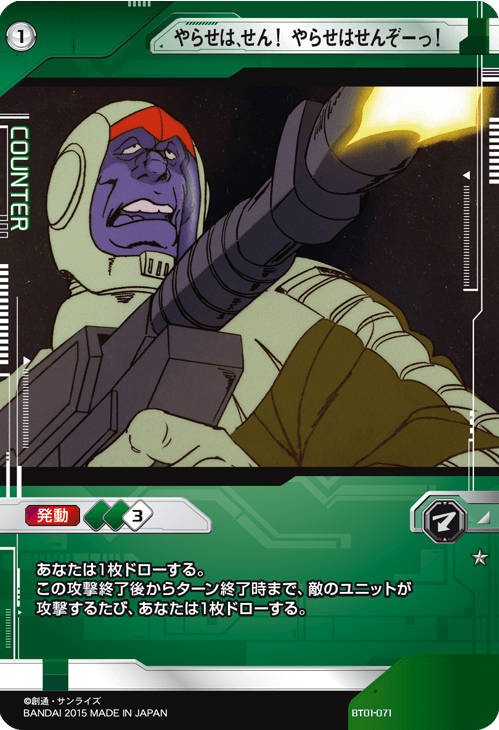 1
やらせは、せん! やらせはせんぞーっ!
COUNTER
発動
3
あなたは1枚ドローする。
この攻撃終了後からターン終了時まで、敵のユニットが
攻撃するたび、あなたは1枚ドローする。
©創通・サンライズ
BANDAI 2015 MADE IN JAPAN
BT01-071